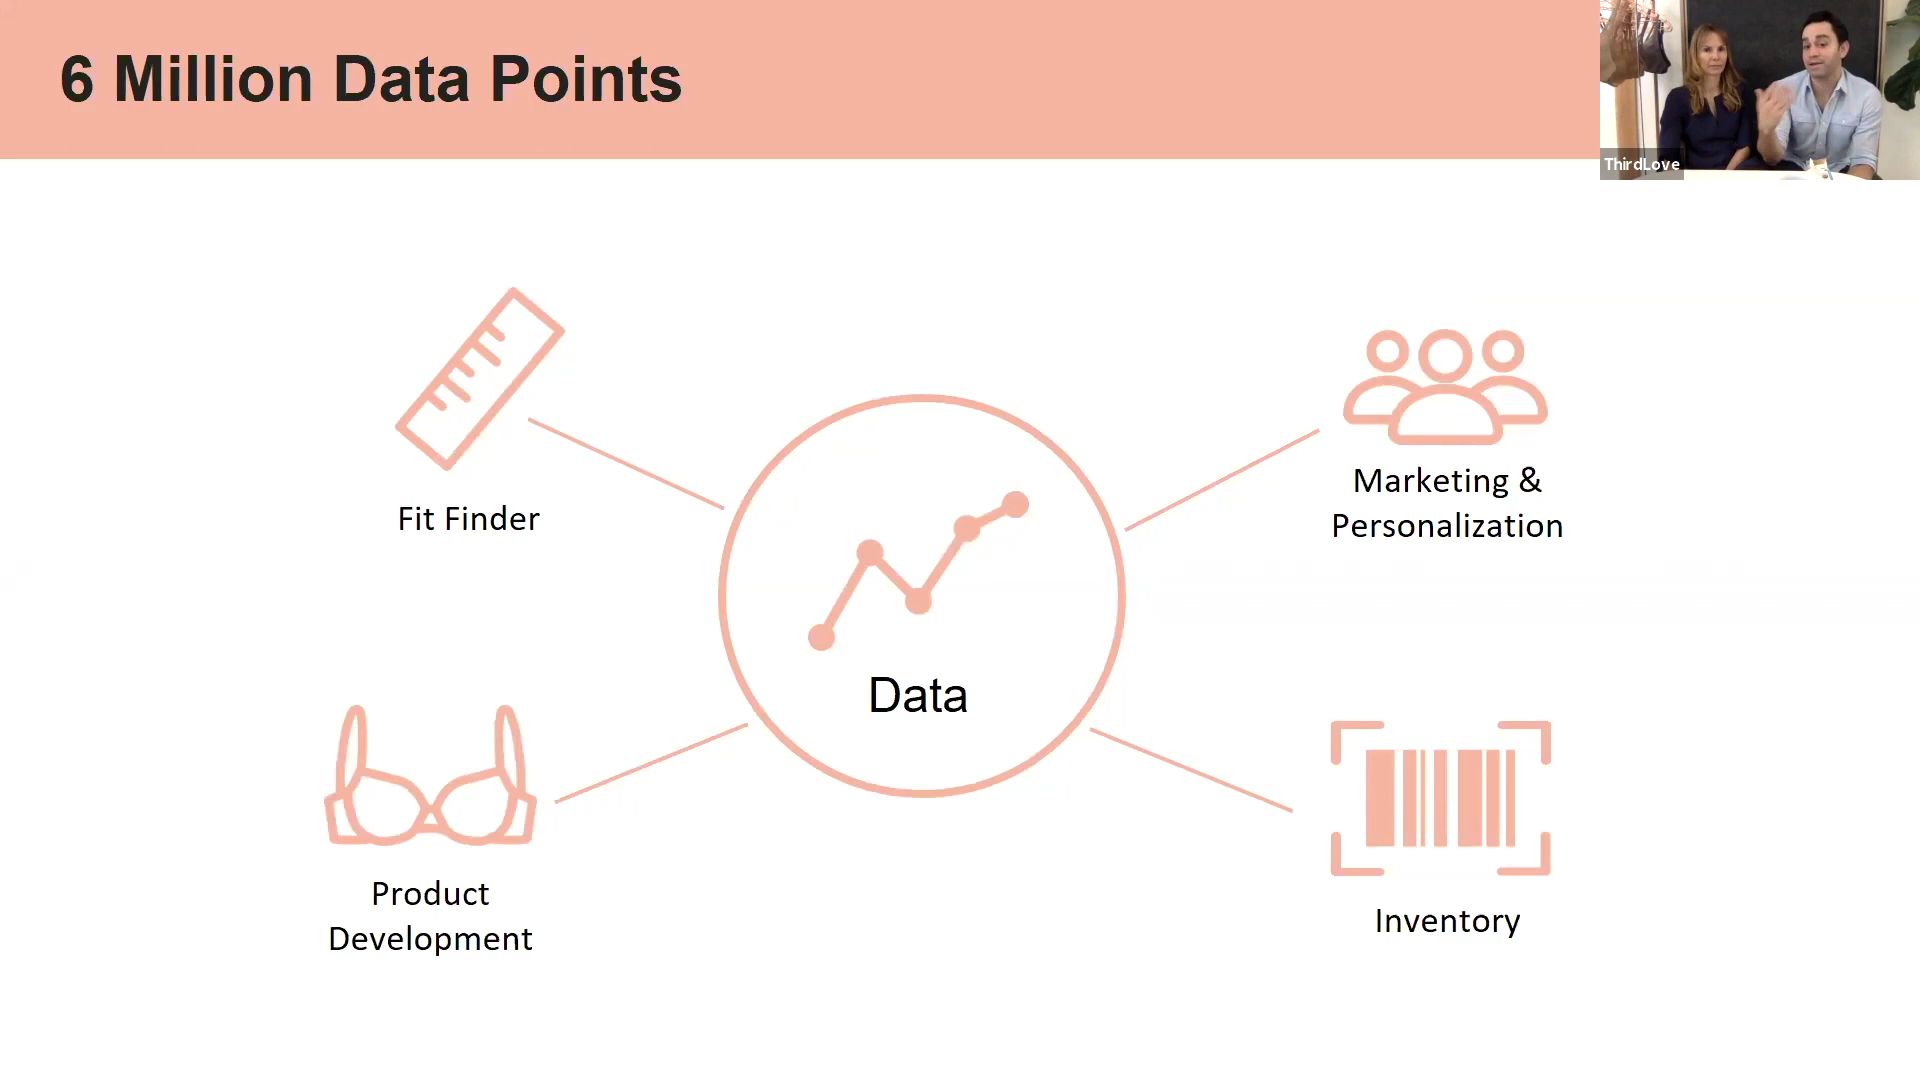 6 Million Data Points
ThirdLove
Fit Finder
Marketing &
Personalization
Data
Product
Development
Inventory